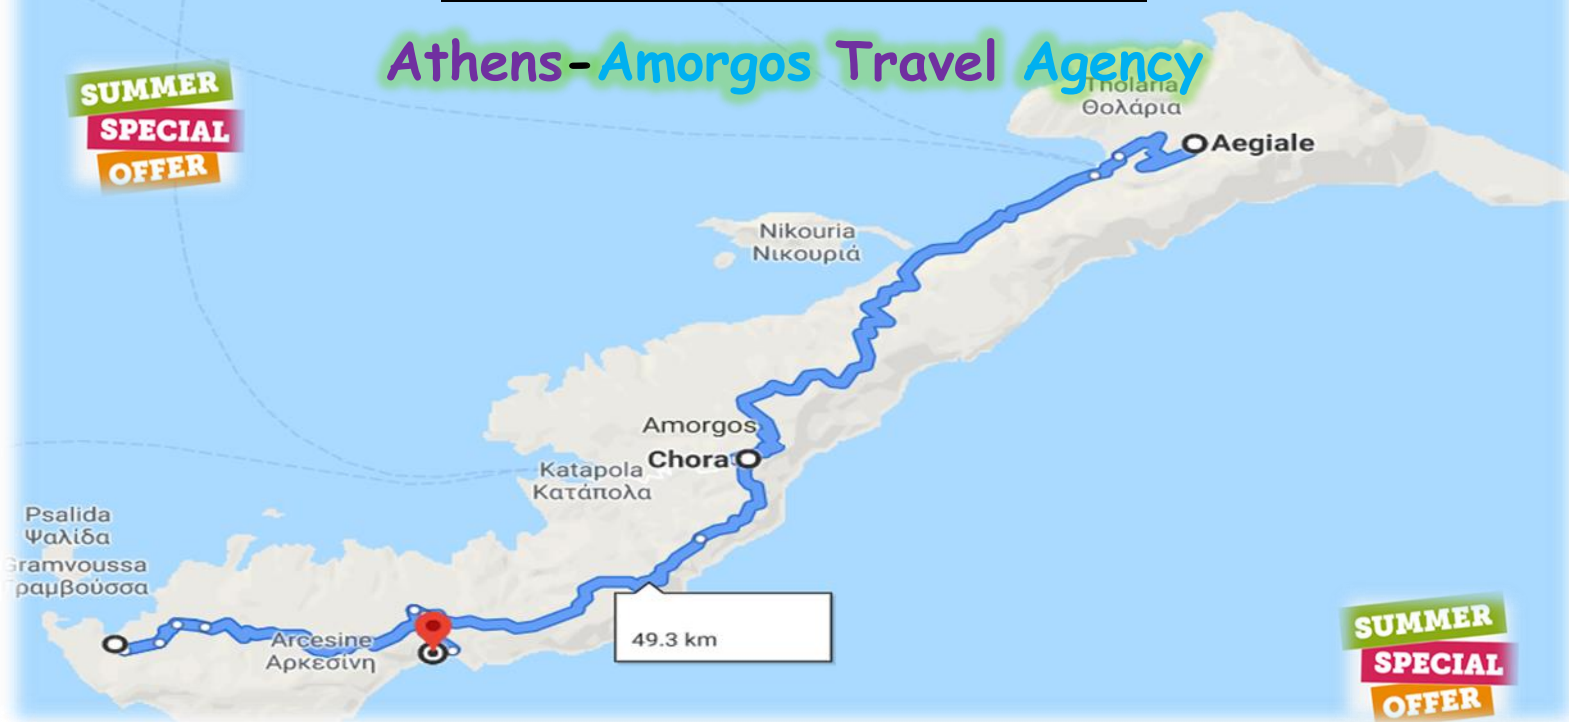 Athens-Amorgos Travel Agency
SUMMER
SPECIAL
OFFER
Tholaria
Θολάρια
Aegiale
Nikouria
Νικουριά
Amorgos
Chora
Katapola
Κατάπολα
Psalida
Ψαλίδα
Gramvoussa
Γραμβούσσα
Arcesine
Αρκεσίνη
49.3 km
SUMMER
SPECIAL
OFFER